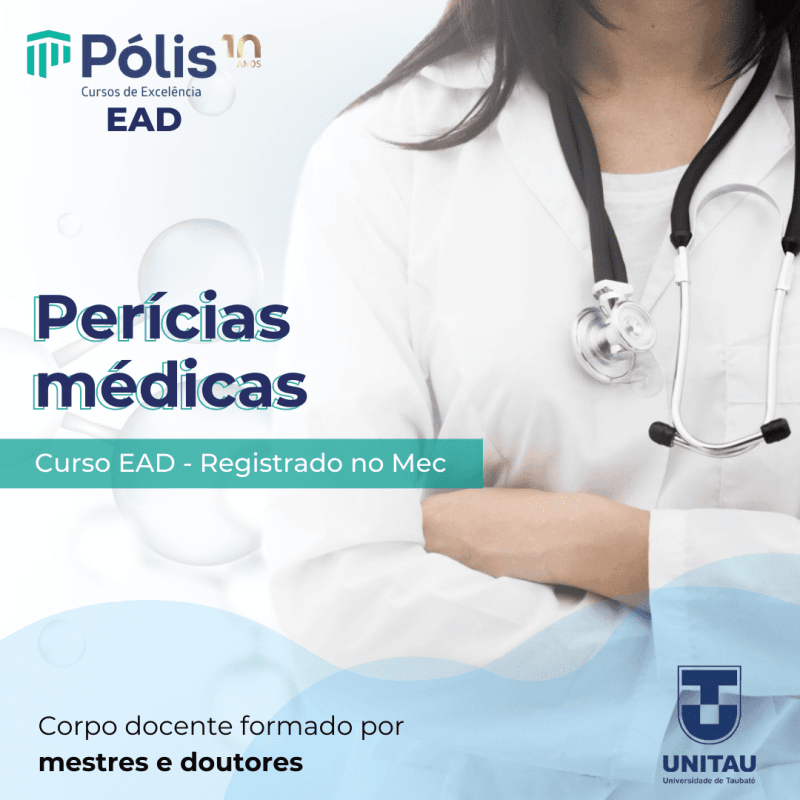 Pólis 10
ANOS
Cursos de Excelência
EAD
Perícias
médicas
Curso EAD - Registrado no Mec
Corpo docente formado por
mestres e doutores
UNITAU
Universidade de Taubaté